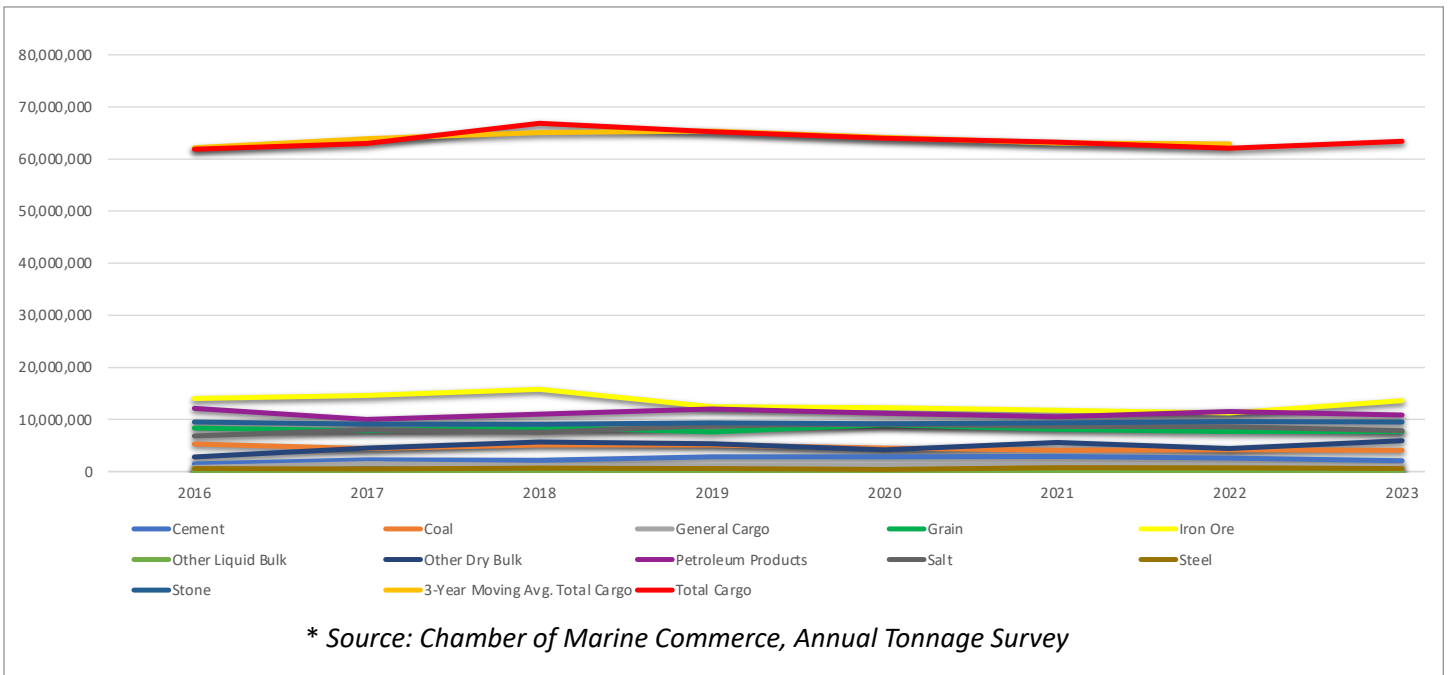 80,000,000
70,000,000
60,000,000
50,000,000
40,000,000
30,000,000
20,000,000
10,000,000
0
2016 2017 2018 2019 2020 2021 2022 2023
Cement Coal General Cargo Grain Iron Ore
Other Liquid Bulk Other Dry Bulk Petroleum Products Salt Steel
Stone 3-Year Moving Avg. Total Cargo Total Cargo
* Source: Chamber of Marine Commerce, Annual Tonnage Survey